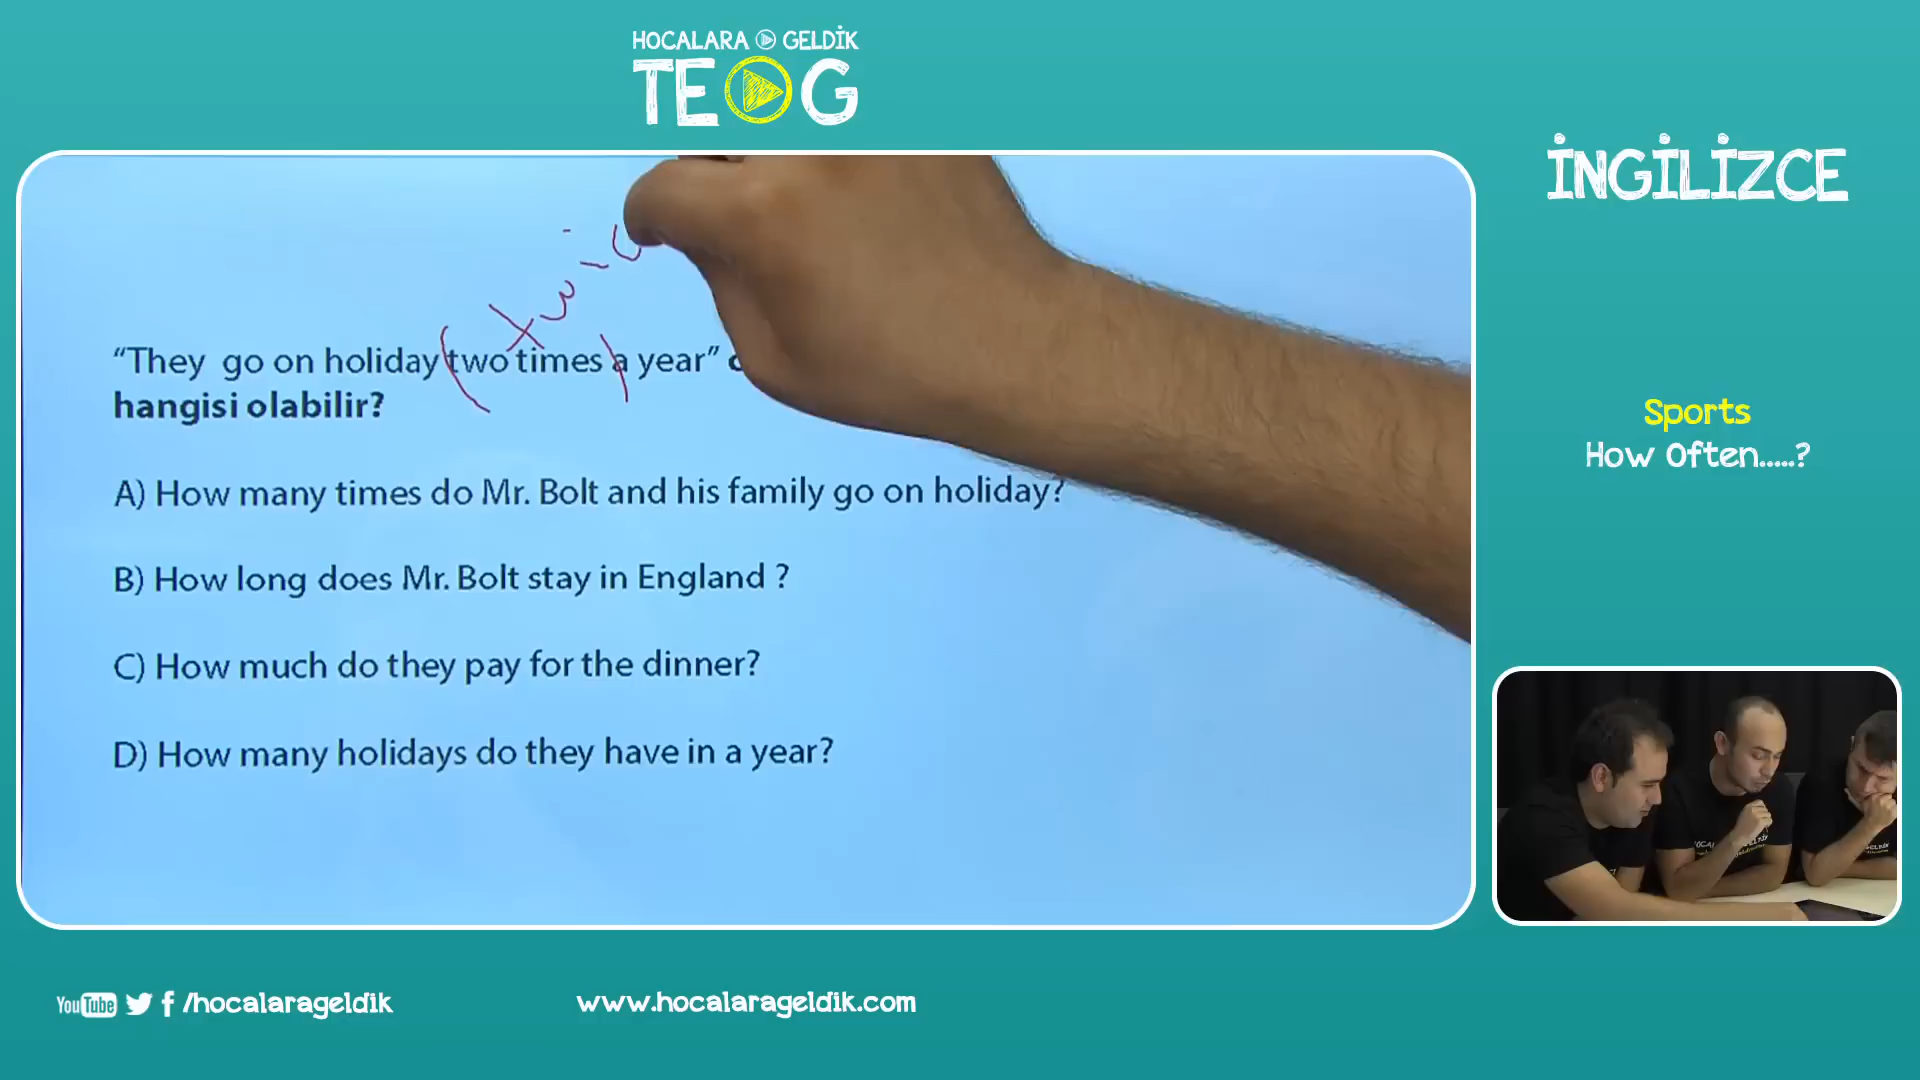 HOCALARA GELDİK
TEOG
İNGİLİZCE
"They go on holiday two times a year"
hangisi olabilir?
A) How many times do Mr. Bolt and his family go on holiday?
B) How long does Mr. Bolt stay in England ?
C) How much do they pay for the dinner?
D) How many holidays do they have in a year?
Sports
How Often.....?
YouTube /hocalarageldik
www.hocalarageldik.com